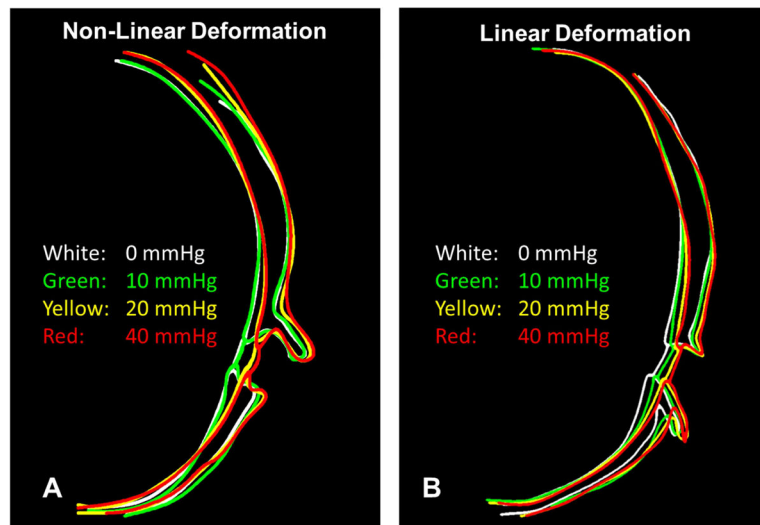 Non-Linear Deformation
White: 0 mmHg
Green: 10 mmHg
Yellow: 20 mmHg
Red: 40 mmHg
A
Linear Deformation
White: 0 mmHg
Green: 10 mmHg
Yellow: 20 mmHg
Red: 40 mmHg
B